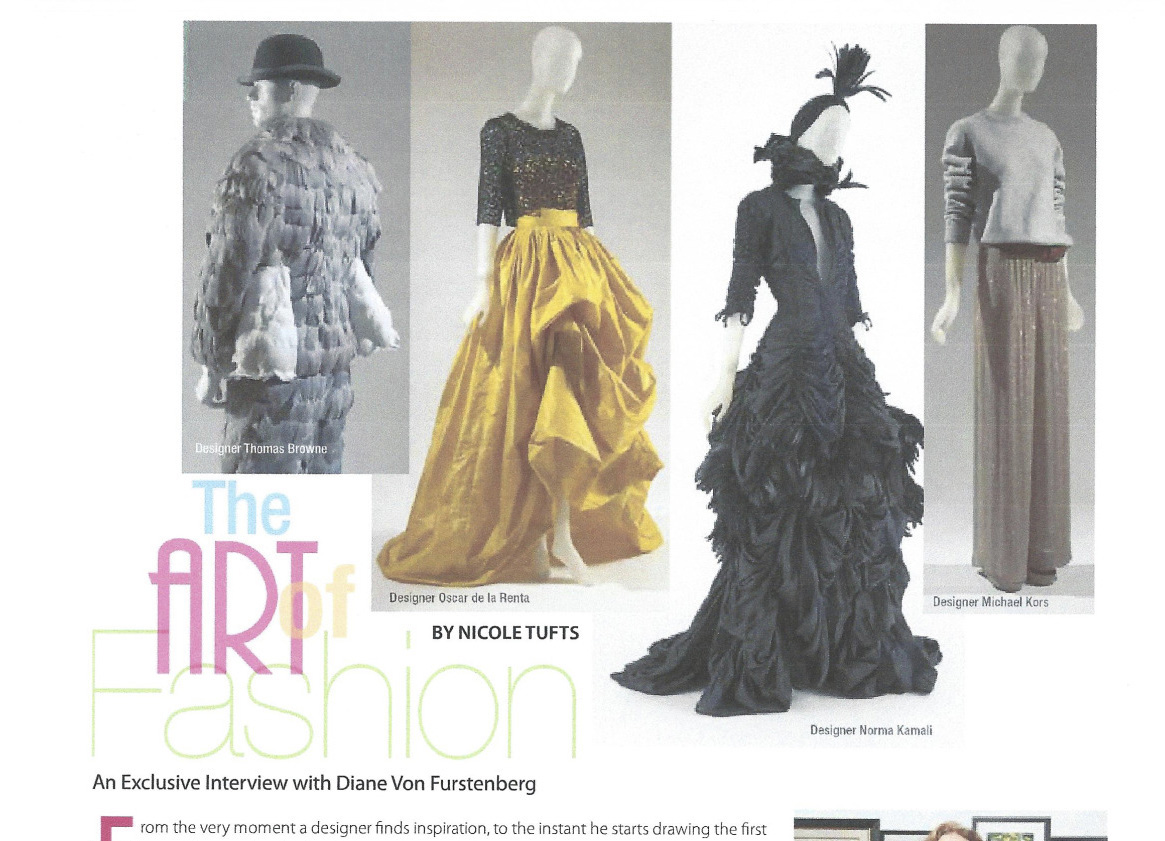 Designer Thomas Browne
Designer Oscar de la Renta
Designer Michael Kors
Designer Norma Kamali
The
ART of
Fashion
BY NICOLE TUFTS
An Exclusive Interview with Diane Von Furstenberg
From the very moment a designer finds inspiration, to the instant he starts drawing the first